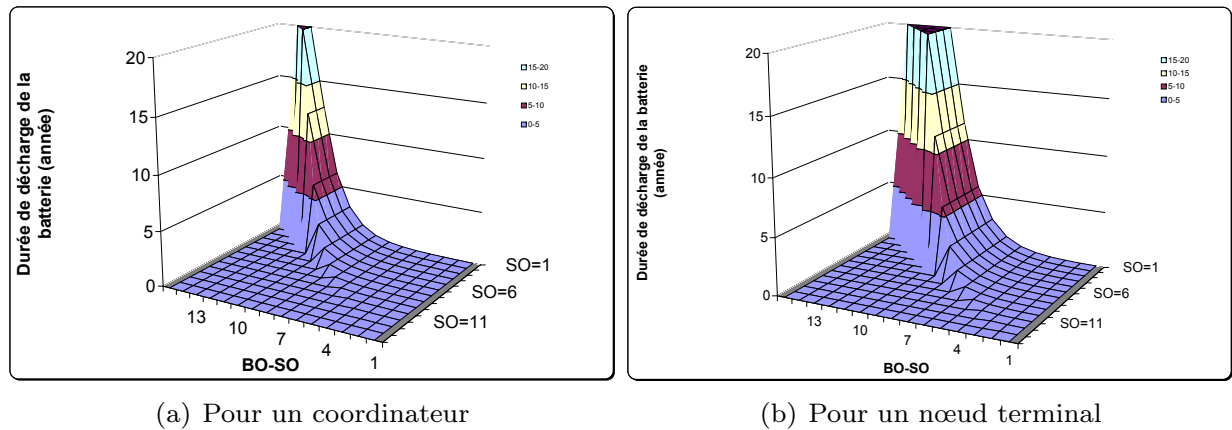 Durée de décharge de la
batterie (année)
20
15
10
5
0
13
10
7
4
1
BO-SO
SO=1
SO=6
SO=11
15-20
10-15
5-10
0-5
(a) Pour un coordinateur
Durée de décharge de la batterie
(année)
20
15
10
5
0
13
10
7
4
1
BO-SO
SO=1
SO=6
SO=11
15-20
10-15
5-10
0-5
(b) Pour un nœud terminal